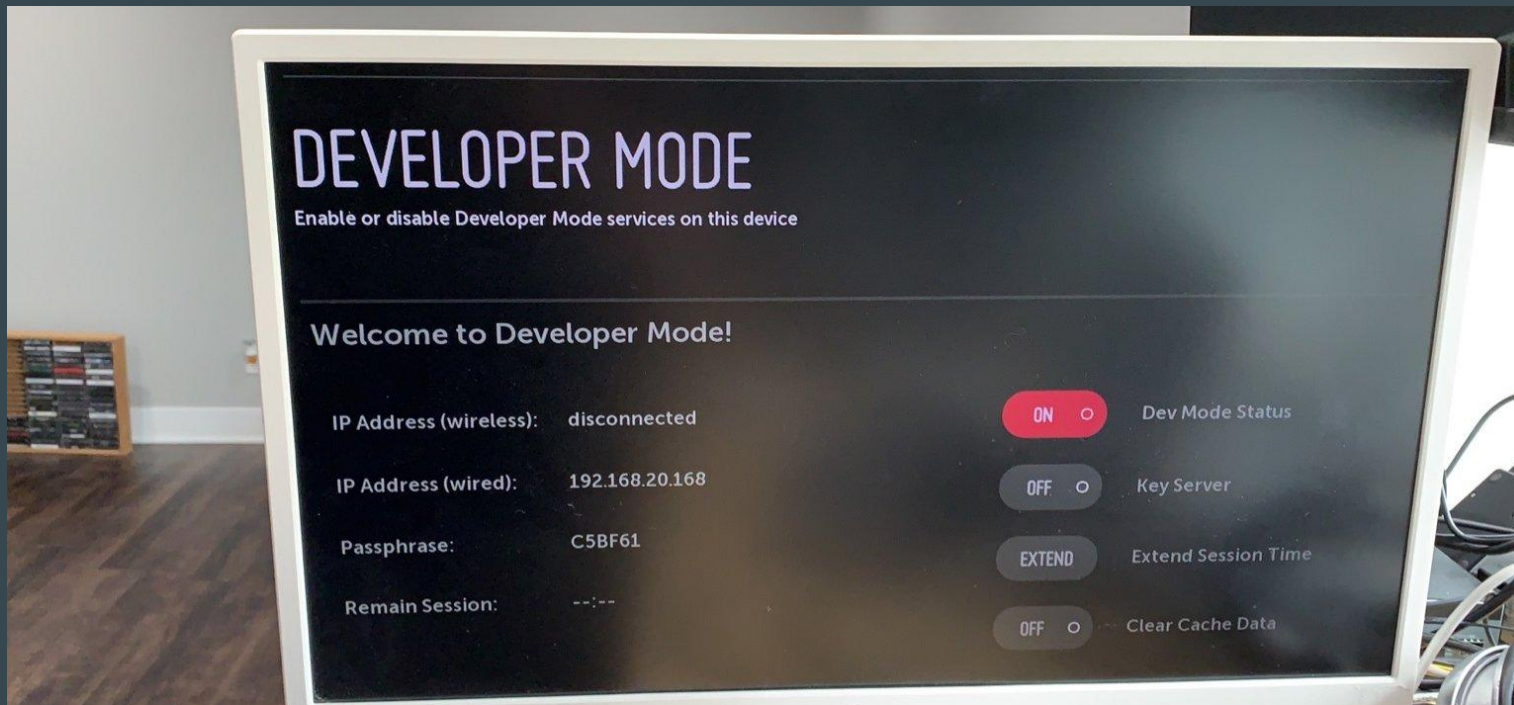 DEVELOPER MODE
Enable or disable Developer Mode services on this device
Welcome to Developer Mode!
IP Address (wireless): disconnected
ON Dev Mode Status
IP Address (wired): 192.168.20.168
OFF Key Server
Passphrase: C5BF61
EXTEND Extend Session Time
Remain Session: --:--
OFF Clear Cache Data